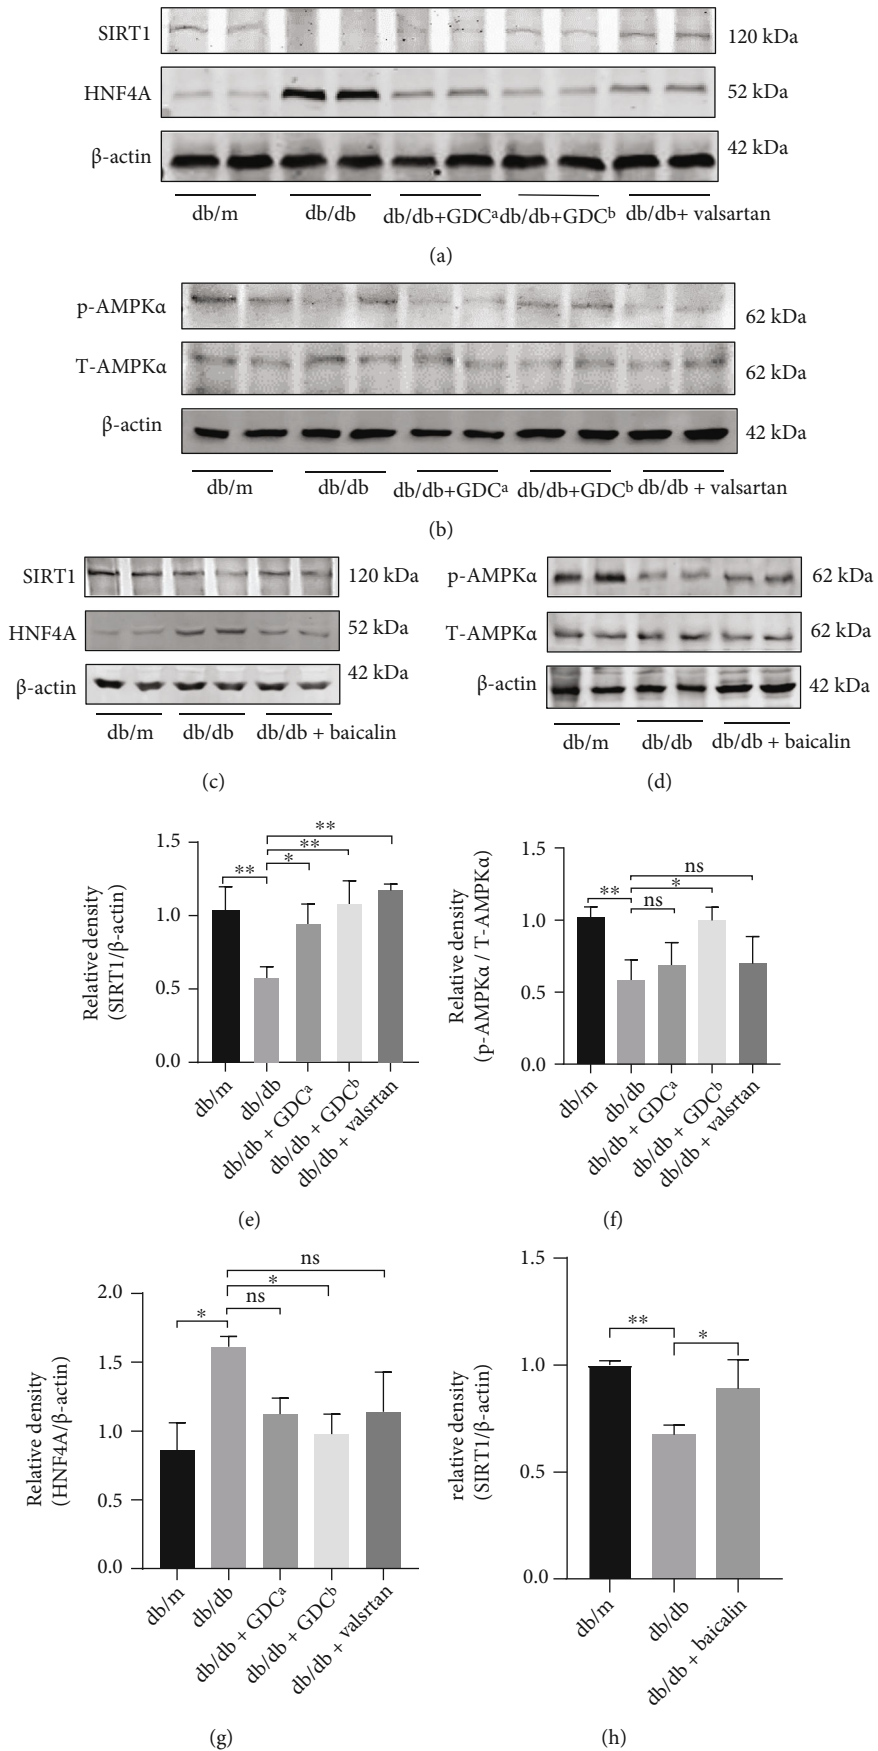 SIRT1
120 kDa
HNF4A
52 kDa
β-actin
42 kDa
db/m
db/db
db/db+GDCᵃ
db/db+GDCᵇ
db/db+ valsartan
(a)
p-AMPKα
62 kDa
T-AMPKα
62 kDa
β-actin
42 kDa
db/m
db/db
db/db+GDCᵃ
db/db+GDCᵇ
db/db + valsartan
(b)
SIRT1
120 kDa
HNF4A
52 kDa
β-actin
42 kDa
db/m
db/db
db/db + baicalin
(c)
p-AMPKα
62 kDa
T-AMPKα
62 kDa
β-actin
42 kDa
db/m
db/db
db/db + baicalin
(d)
Relative density
(SIRT1/β-actin)
1.5
1.0
0.5
0.0
**
*
**
**
db/m
db/db
db/db + GDCᵃ
db/db + GDCᵇ
db/db + valsrtan
(e)
Relative density
(p-AMPKα / T-AMPKα)
1.5
1.0
0.5
0.0
**
ns
*
ns
db/m
db/db
db/db + GDCᵃ
db/db + GDCᵇ
db/db + valsrtan
(f)
Relative density
(HNF4A/β-actin)
2.0
1.5
1.0
0.5
0.0
*
ns
*
ns
db/m
db/db
db/db + GDCᵃ
db/db + GDCᵇ
db/db + valsrtan
(g)
relative density
(SIRT1/β-actin)
1.5
1.0
0.5
0.0
**
*
db/m
db/db
db/db + baicalin
(h)